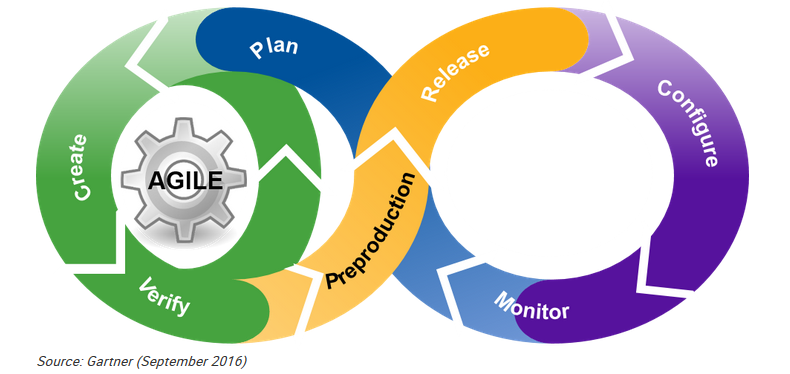 Plan
Release
Configure
Create
AGILE
Preproduction
Verify
Monitor
Source: Gartner (September 2016)